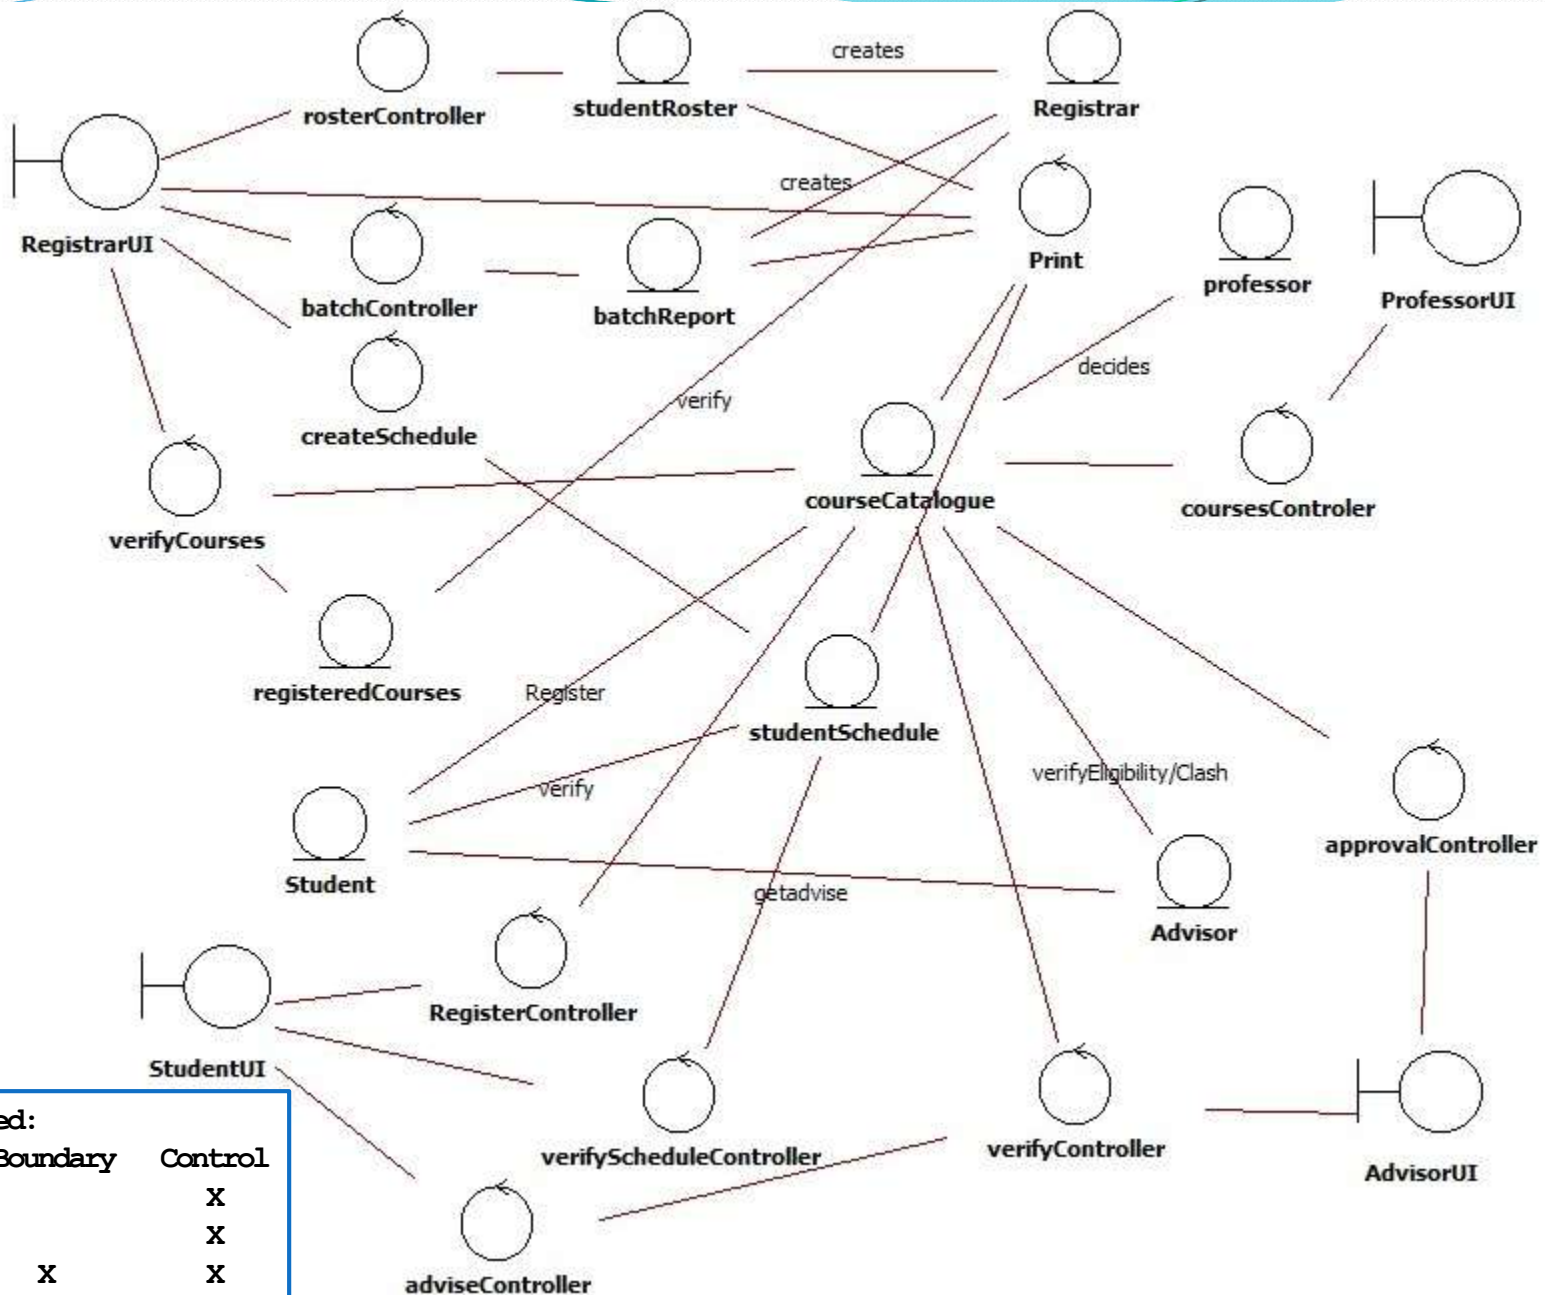 creates
rosterController
studentRoster
Registrar
creates
RegistrarUI
Print
professor
ProfessorUI
batchController
batchReport
decides
verify
createSchedule
courseCatalogue
coursesControler
verifyCourses
registeredCourses
Register
studentSchedule
verifyEligibility/Clash
verify
approvalController
Student
getadvise
Advisor
RegisterController
StudentUI
verifyScheduleController
verifyController
AdvisorUI
adviseController
ed:
Boundary Control
X
X
X X